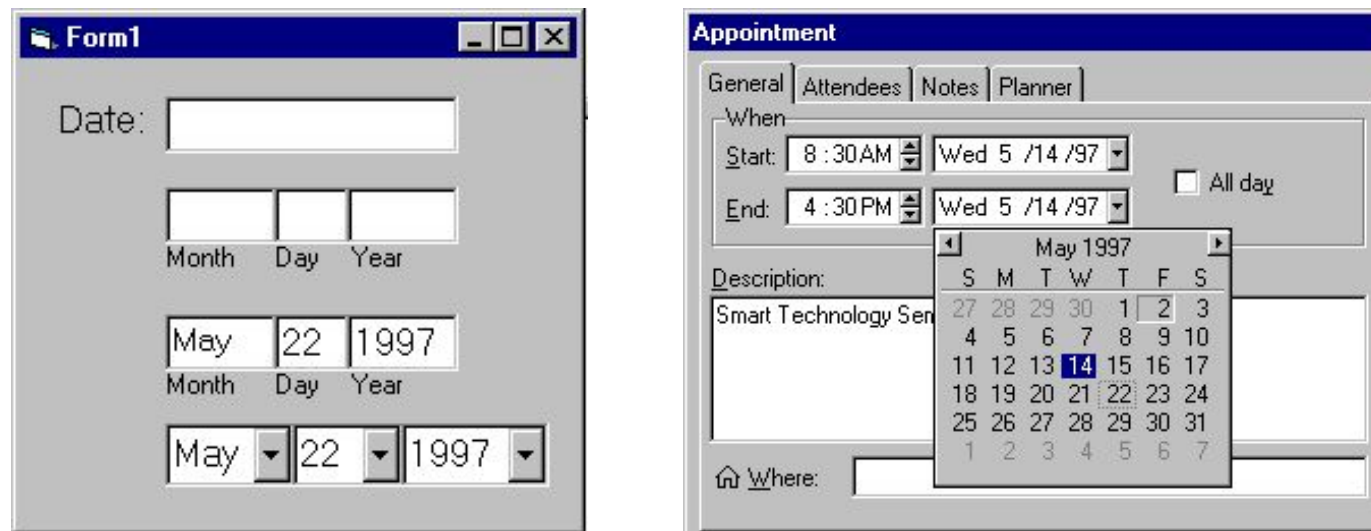 Form1
Date:
Month Day Year
May 22 1997
Month Day Year
May 22 1997
Appointment
General Attendees Notes Planner
When
Start: 8 :30AM Wed 5 /14 /97
All day
End: 4 :30PM Wed 5 /14 /97
May 1997
S M T W T F S
27 28 29 30 1 2 3
4 5 6 7 8 9 10
11 12 13 14 15 16 17
18 19 20 21 22 23 24
25 26 27 28 29 30 31
1 2 3 4 5 6 7
Description:
Smart Technology Sen
Where: